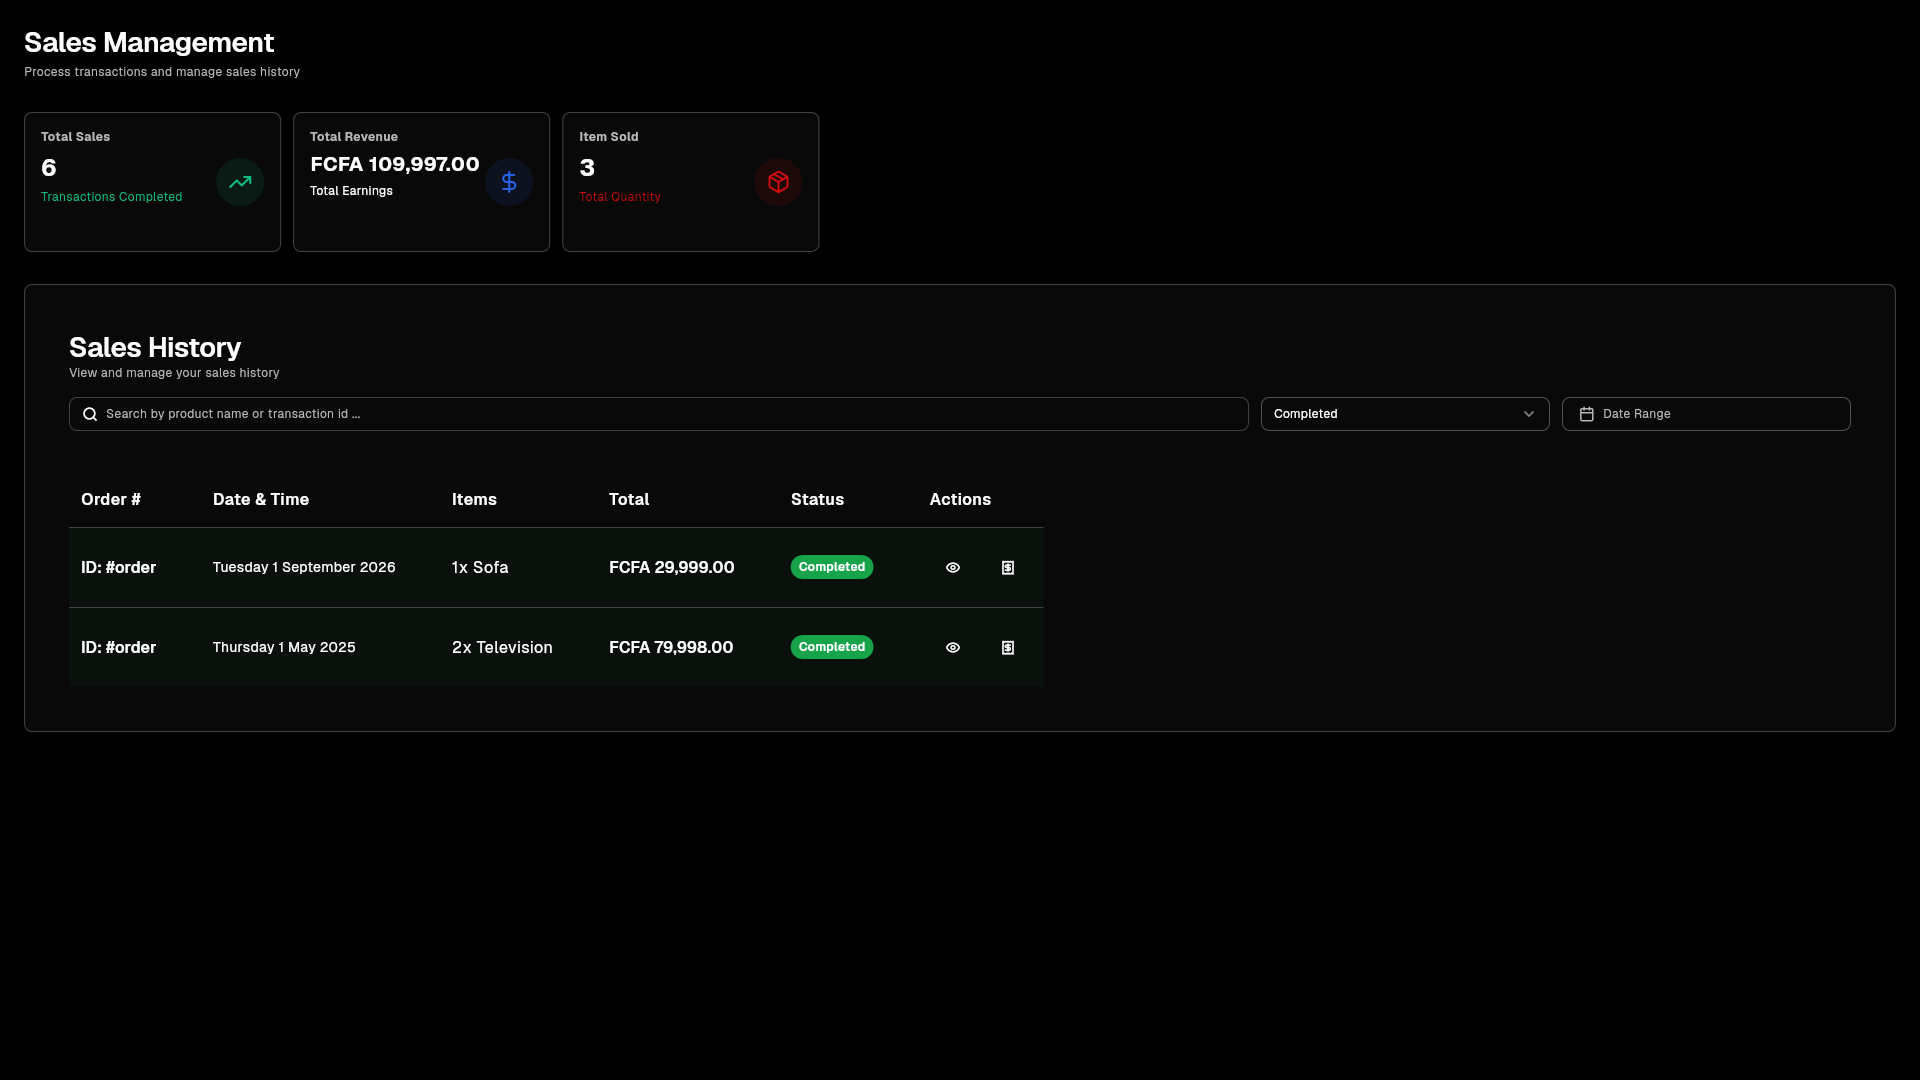 Sales Management
Process transactions and manage sales history
Total Sales
6
Transactions Completed
Total Revenue
FCFA 109,997.00
Total Earnings
Item Sold
3
Total Quantity
Sales History
View and manage your sales history
Search by product name or transaction id ...
Completed
Date Range
Order # Date & Time Items Total Status Actions
ID: #order Tuesday 1 September 2026 1x Sofa FCFA 29,999.00 Completed
ID: #order Thursday 1 May 2025 2x Television FCFA 79,998.00 Completed